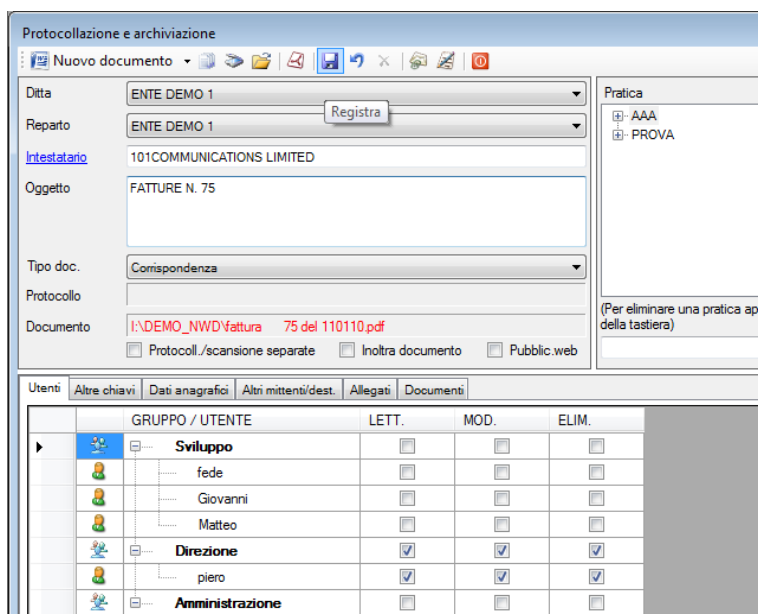 Protocollazione e archiviazione
Nuovo documento
Ditta
ENTE DEMO 1
Registra
Reparto
ENTE DEMO 1
Intestatario
101COMMUNICATIONS LIMITED
Oggetto
FATTURE N. 75
Tipo doc.
Corrispondenza
Protocollo
Documento
I:\DEMO_NWD\fattura 75 del 110110.pdf
Protocoll./scansione separate
Inoltra documento
Pubblic.web
Pratica
AAA
PROVA
(Per eliminare una pratica ap
della tastiera)
Utenti Altre chiavi Dati anagrafici Altri mittenti/dest. Allegati Documenti
GRUPPO / UTENTE LETT. MOD. ELIM.
Sviluppo
fede
Giovanni
Matteo
Direzione
piero
Amministrazione